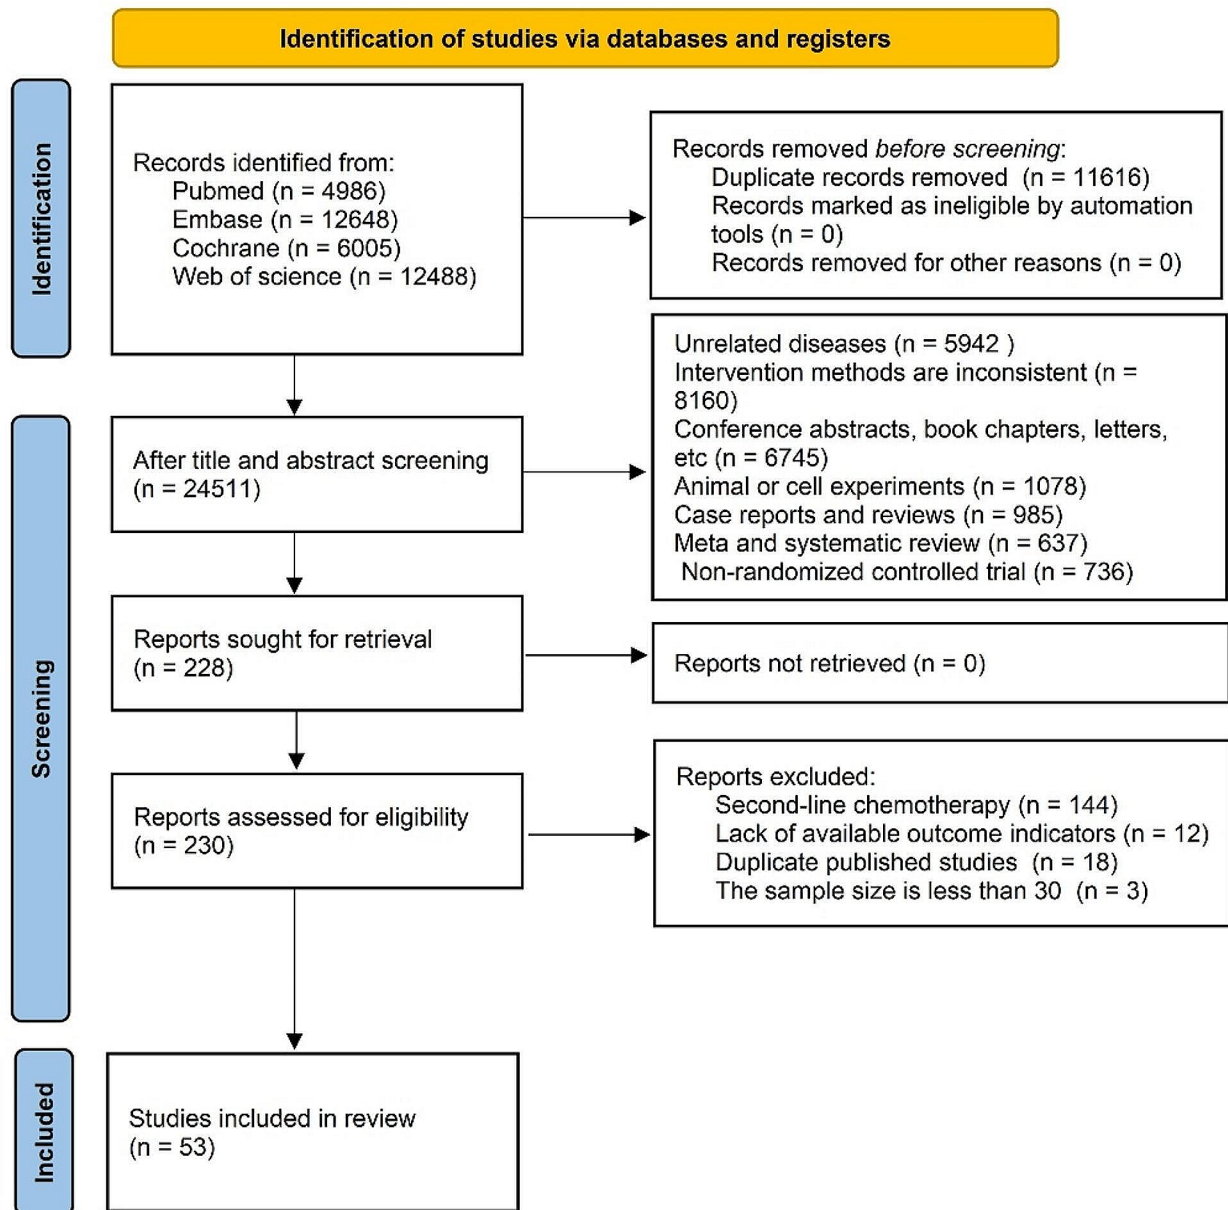 Identification of studies via databases and registers
Identification
Records identified from:
Pubmed (n = 4986)
Embase (n = 12648)
Cochrane (n = 6005)
Web of science (n = 12488)
Records removed before screening:
Duplicate records removed (n = 11616)
Records marked as ineligible by automation
tools (n = 0)
Records removed for other reasons (n = 0)
Screening
After title and abstract screening
(n = 24511)
Unrelated diseases (n = 5942 )
Intervention methods are inconsistent (n =
8160)
Conference abstracts, book chapters, letters,
etc (n = 6745)
Animal or cell experiments (n = 1078)
Case reports and reviews (n = 985)
Meta and systematic review (n = 637)
Non-randomized controlled trial (n = 736)
Reports sought for retrieval
(n = 228)
Reports not retrieved (n = 0)
Reports assessed for eligibility
(n = 230)
Reports excluded:
Second-line chemotherapy (n = 144)
Lack of available outcome indicators (n = 12)
Duplicate published studies (n = 18)
The sample size is less than 30 (n = 3)
Included
Studies included in review
(n = 53)